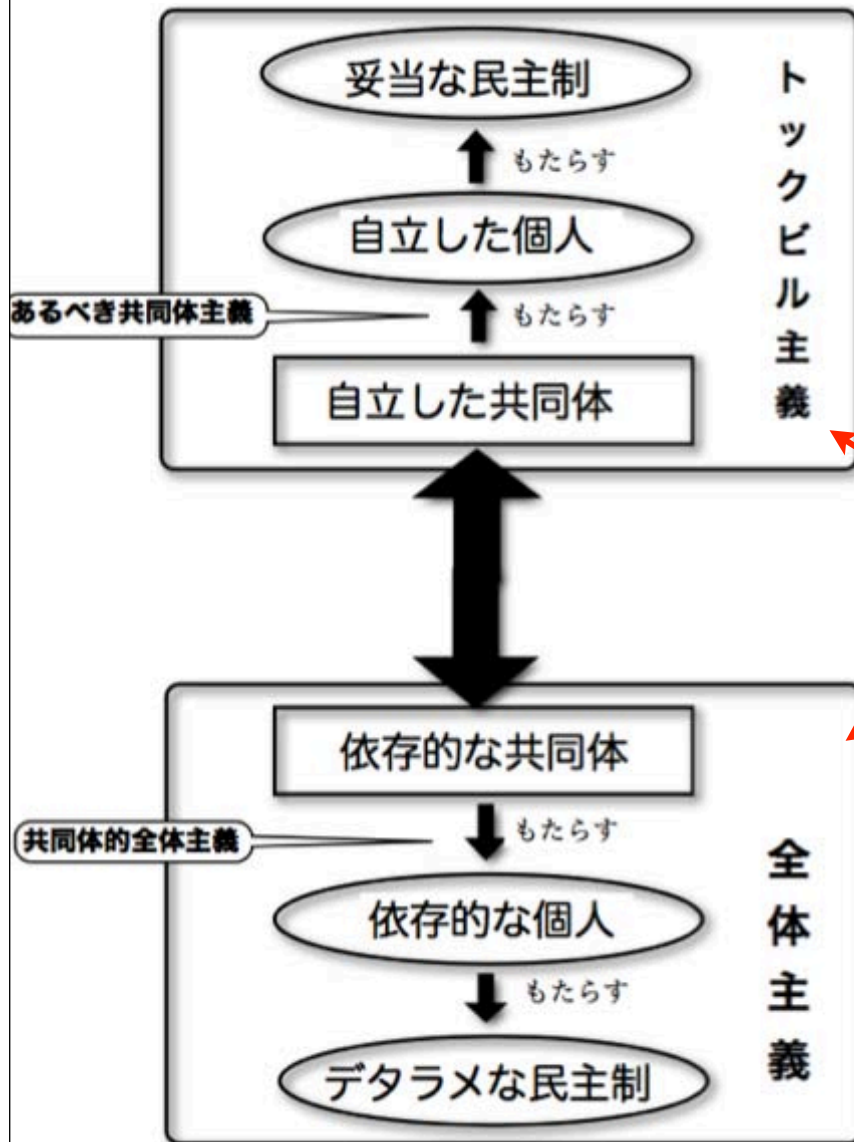 妥当な民主制
もたらす
自立した個人
あるべき共同体主義
もたらす
自立した共同体
トックビル主義
依存的な共同体
共同体的全体主義
もたらす
依存的な個人
もたらす
デタラメな民主制
全体主義